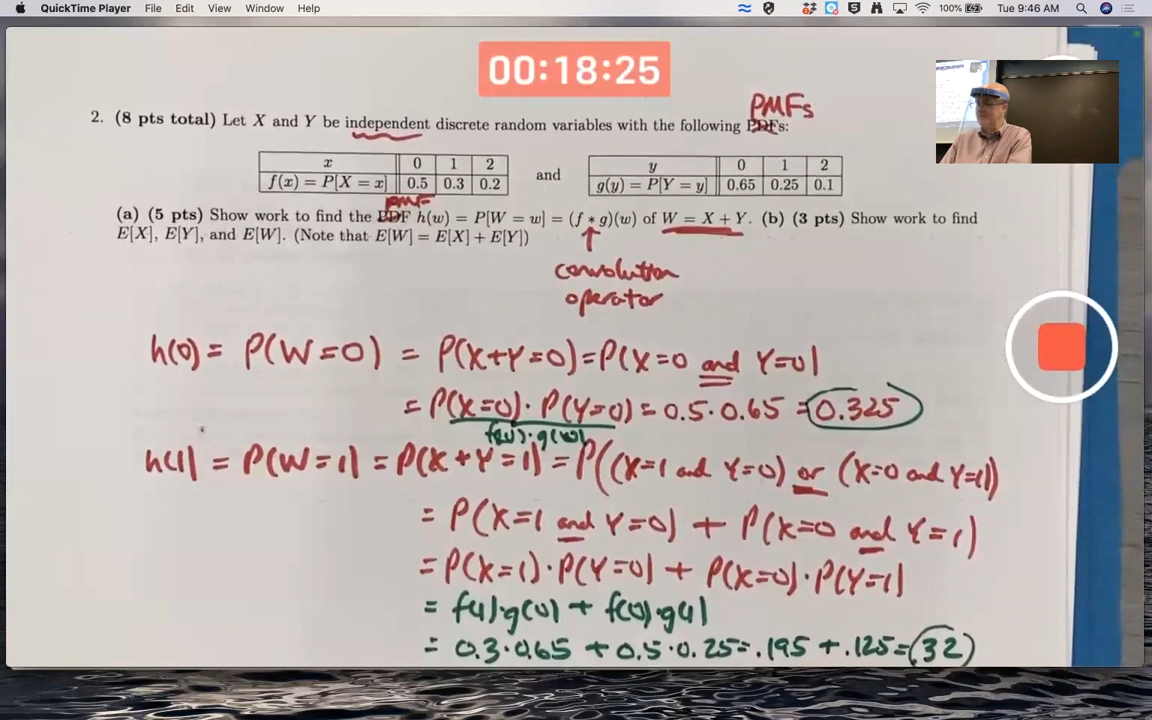 QuickTime Player File Edit View Window Help 100% Tue 9:46 AM
00:18:25
PMFs
2. (8 pts total) Let X and Y be independent discrete random variables with the following PDFs:
x 0 1 2
f(x) = P[X = x] 0.5 0.3 0.2
and
y 0 1 2
g(y) = P[Y = y] 0.65 0.25 0.1
PMF
(a) (5 pts) Show work to find the PDF h(w) = P[W = w] = (f * g)(w) of W = X + Y. (b) (3 pts) Show work to find
E[X], E[Y], and E[W]. (Note that E[W] = E[X] + E[Y])
convolution
operator
h(0) = P(W=0) = P(X+Y=0) = P(X=0 and Y=0)
= P(X=0) · P(Y=0) = 0.5 · 0.65 = 0.325
f(0) · g(0)
h(1) = P(W=1) = P(X+Y=1) = P((X=1 and Y=0) or (X=0 and Y=1))
= P(X=1 and Y=0) + P(X=0 and Y=1)
= P(X=1) · P(Y=0) + P(X=0) · P(Y=1)
= f(1) · g(0) + f(0) · g(1)
= 0.3 · 0.65 + 0.5 · 0.25 = .195 + .125 = .32